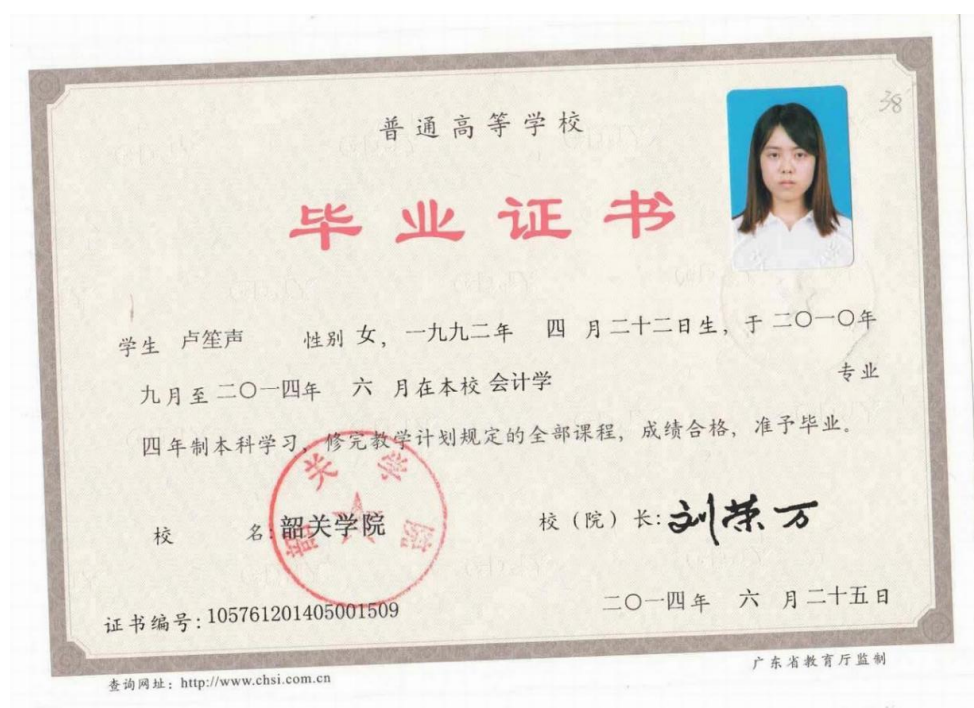 38
普通高等学校
毕业证书
学生 卢笙声 性别 女，一九九二年 四 月二十二日生，于 二〇一〇年
九月至 二〇一四年 六 月在本校 会计学 专业
四年制本科学习，修完教学计划规定的全部课程，成绩合格，准予毕业。
韶关学院
校 名：韶关学院 校（院）长：刘荣万
证书编号：105761201405001509 二〇一四年 六 月二十五日
查询网址：http://www.chsi.com.cn 广东省教育厅监制